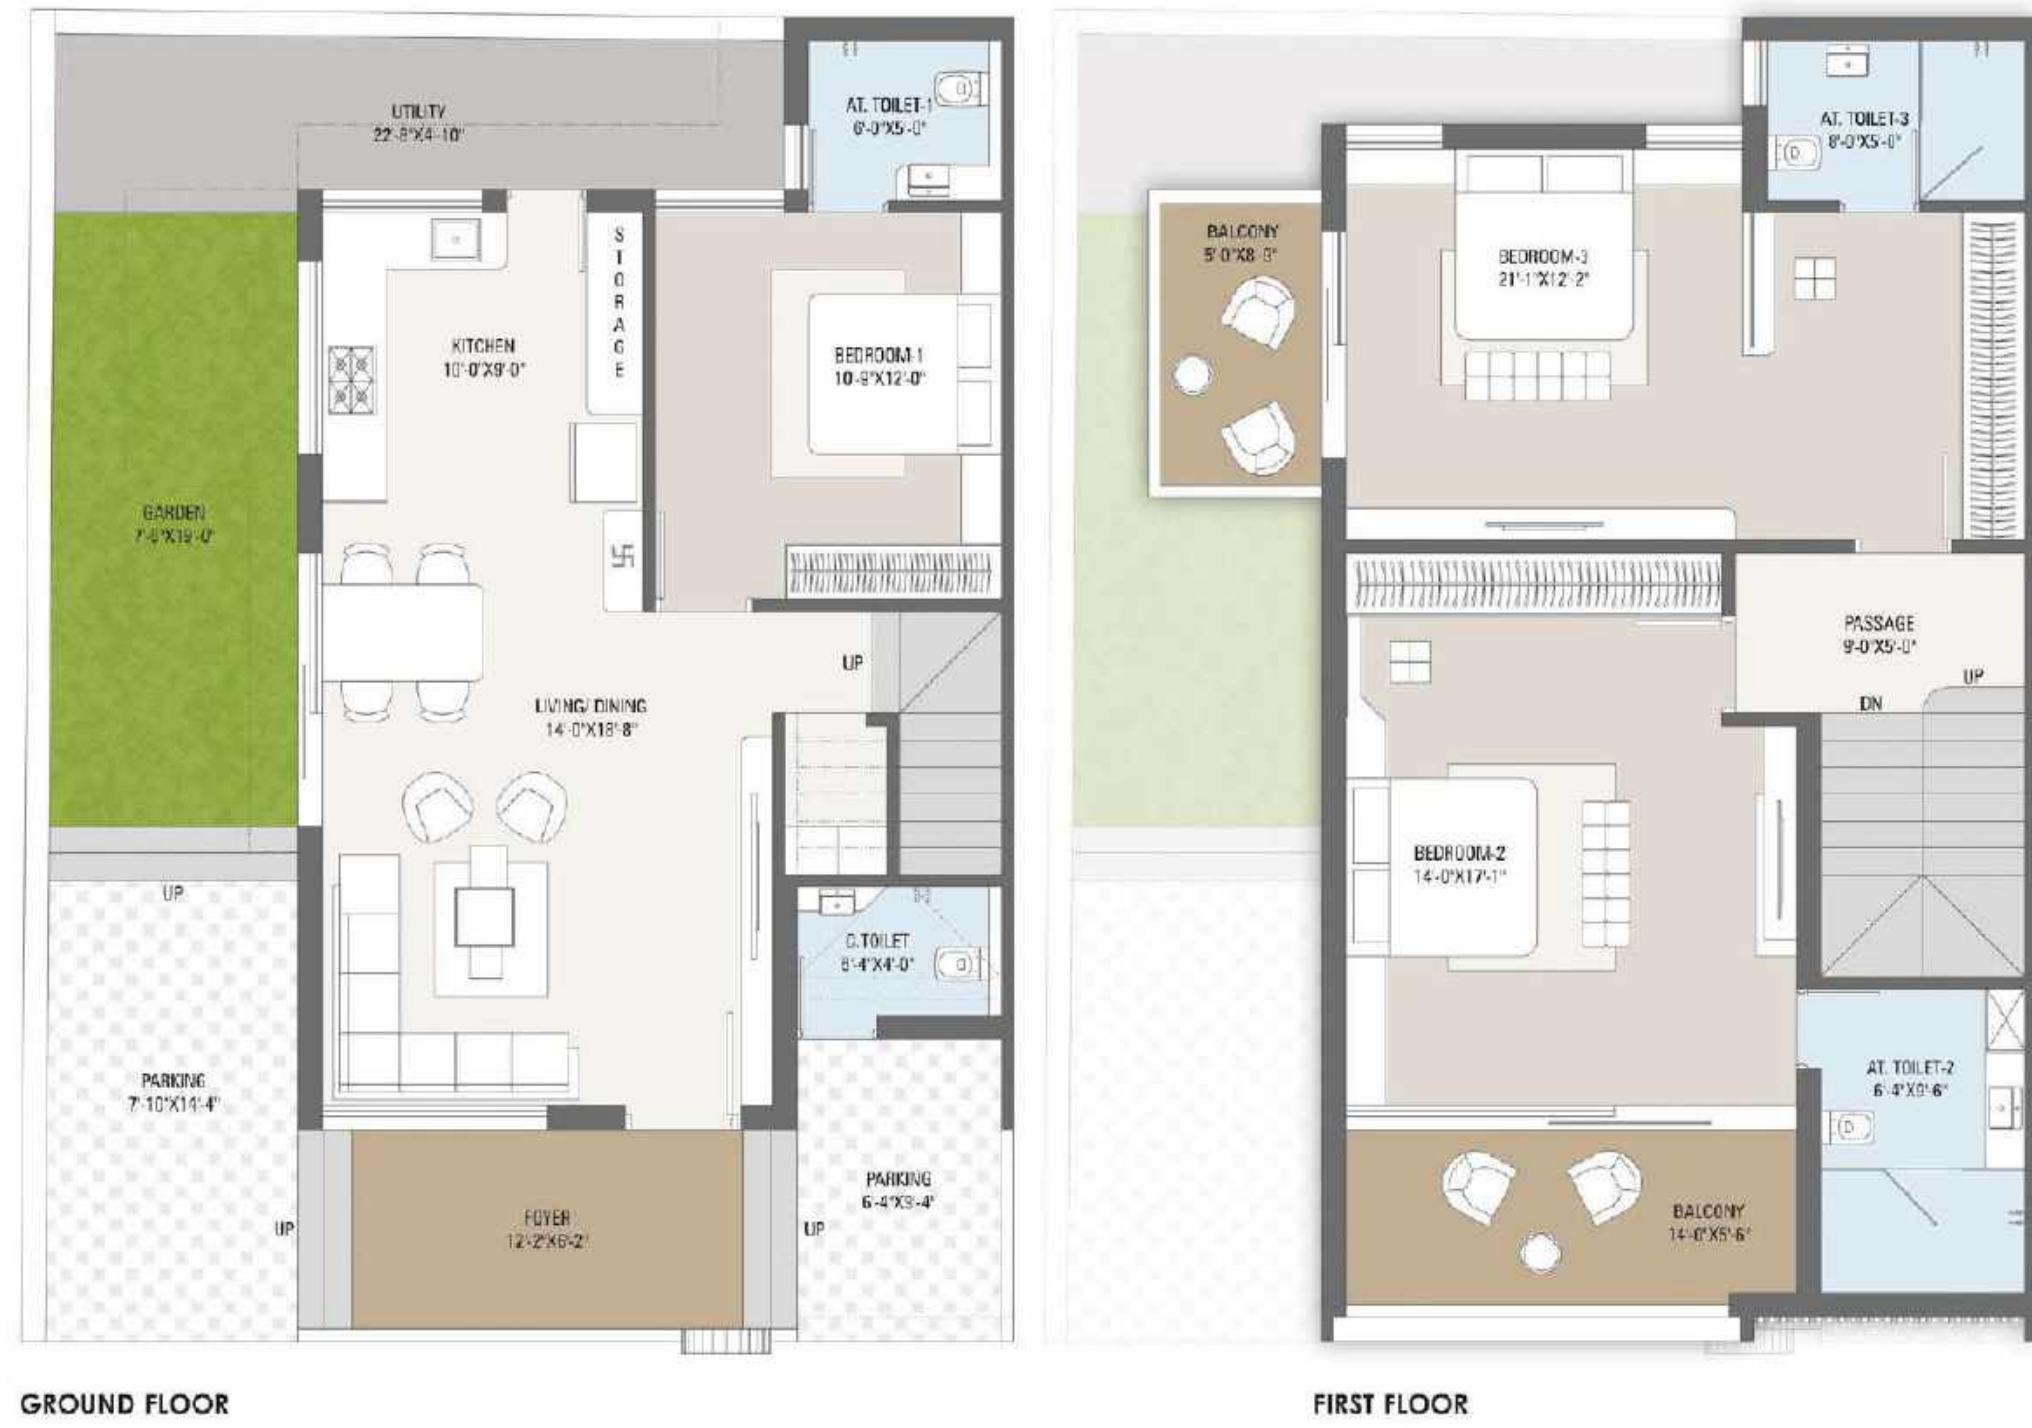 UTILITY
22'-8"X4'-10"
AT. TOILET-1
6'-0"X5'-0"
STORAGE
KITCHEN
10'-0"X9'-0"
BEDROOM-1
10'-9"X12'-0"
GARDEN
UP
LIVING/ DINING
14'-0"X18'-8"
UP
C.TOILET
6'-4"X4'-0"
PARKING
7'-10"X14'-4"
FOYER
12'-2"X6'-2"
UP
UP
PARKING
6'-4"X9'-4"
GROUND FLOOR
AT. TOILET-3
8'-0"X5'-0"
BALCONY
BEDROOM-3
21'-1"X12'-2"
PASSAGE
9'-0"X5'-0"
UP
DN
BEDROOM-2
14'-0"X17'-1"
AT. TOILET-2
6'-4"X9'-6"
BALCONY
14'-0"X5'-6"
FIRST FLOOR